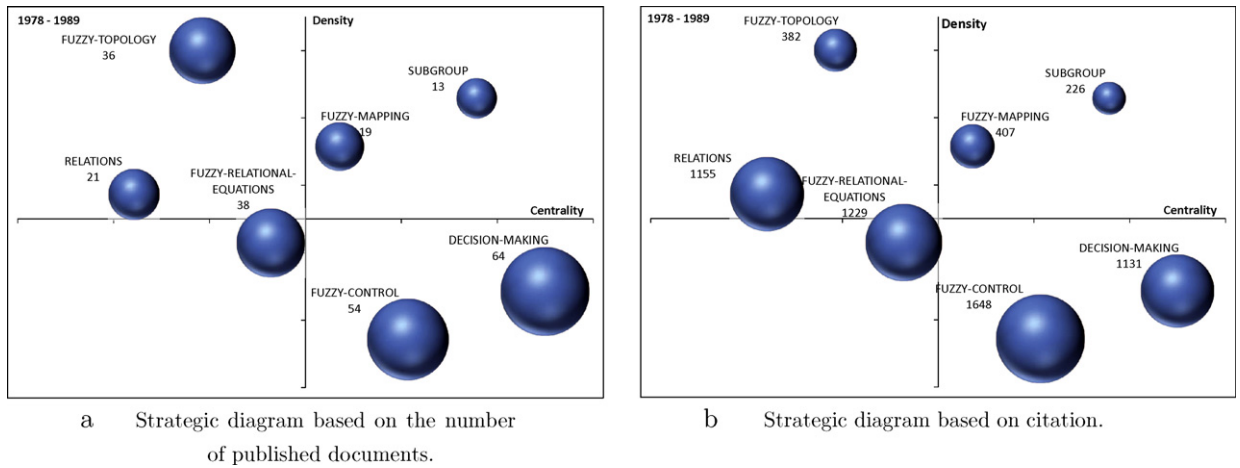 1978 - 1989
Density
FUZZY-TOPOLOGY
36
SUBGROUP
13
FUZZY-MAPPING
19
RELATIONS
21
FUZZY-RELATIONAL-
EQUATIONS
38
Centrality
DECISION-MAKING
64
FUZZY-CONTROL
54
a Strategic diagram based on the number
of published documents.
1978 - 1989
Density
FUZZY-TOPOLOGY
382
SUBGROUP
226
FUZZY-MAPPING
407
RELATIONS
1155
FUZZY-RELATIONAL-
EQUATIONS
1229
Centrality
DECISION-MAKING
1131
FUZZY-CONTROL
1648
b Strategic diagram based on citation.